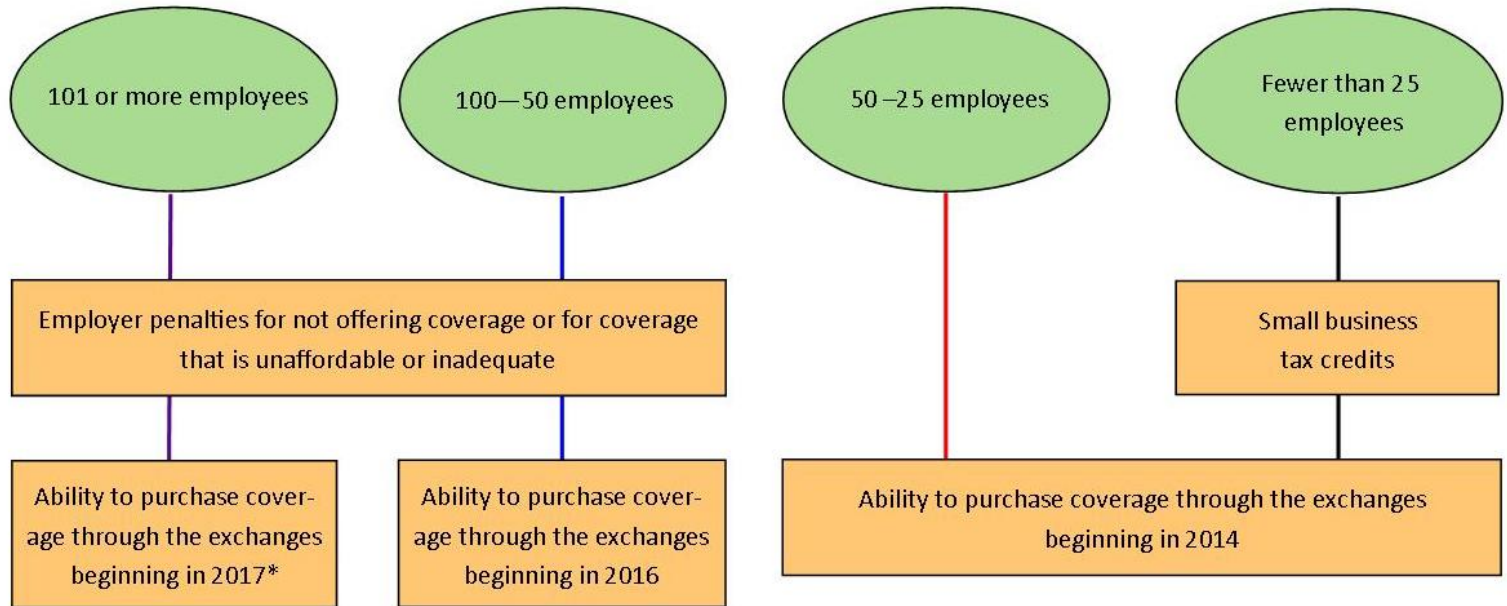 101 or more employees
100—50 employees
50 –25 employees
Fewer than 25
employees
Employer penalties for not offering coverage or for coverage
that is unaffordable or inadequate
Small business
tax credits
Ability to purchase cover-
age through the exchanges
beginning in 2017*
Ability to purchase cover-
age through the exchanges
beginning in 2016
Ability to purchase coverage through the exchanges
beginning in 2014